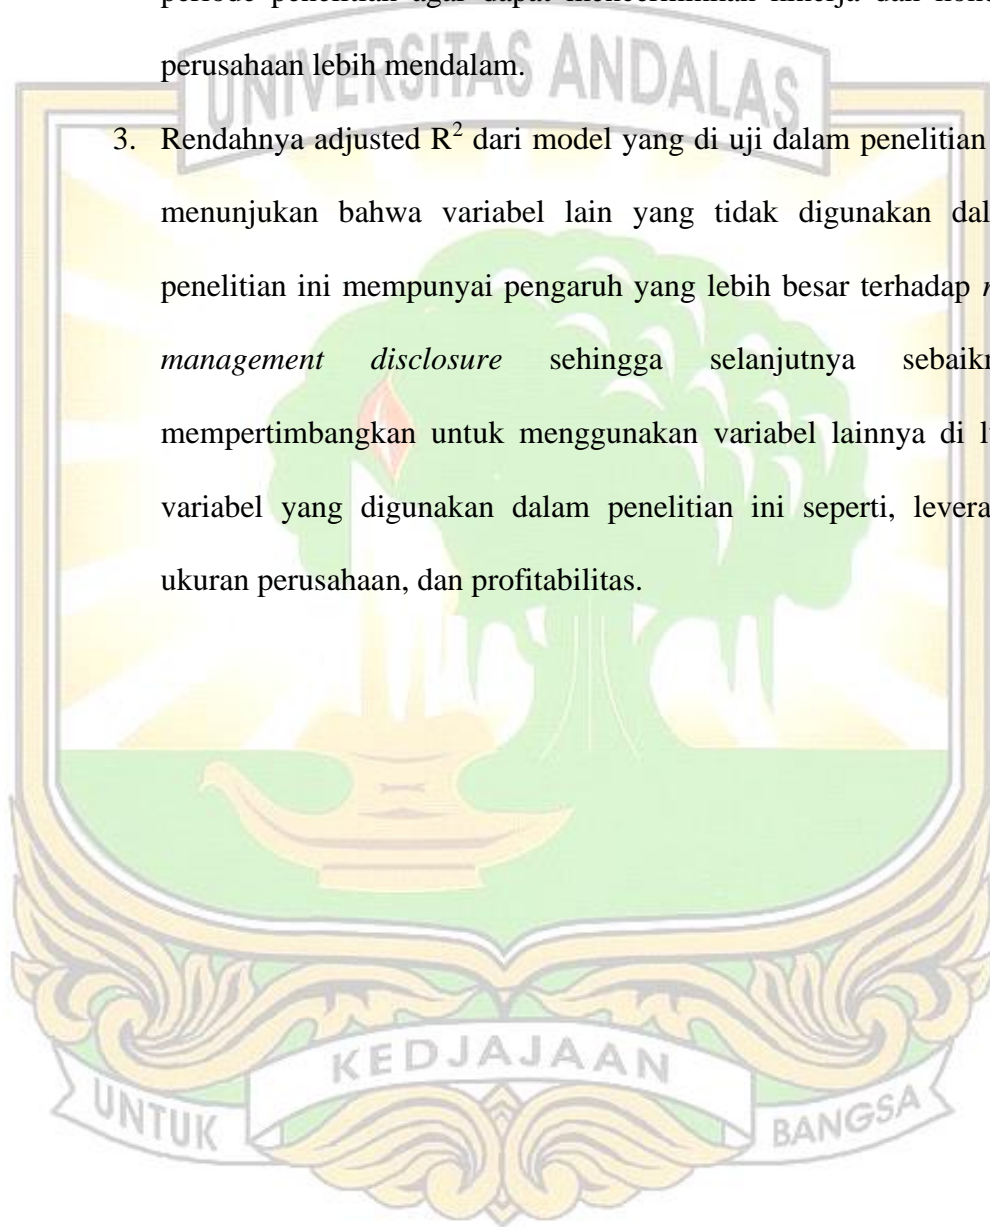 periode penelitian agar dapat mencerminkan kinerja dan
perusahaan lebih mendalam.
UNIVERSITAS ANDALAS
3. Rendahnya adjusted R² dari model yang di uji dalam penelitian
menunjukan bahwa variabel lain yang tidak digunakan dal
penelitian ini mempunyai pengaruh yang lebih besar terhadap
management disclosure sehingga selanjutnya sebaikn
mempertimbangkan untuk menggunakan variabel lainnya di l
variabel yang digunakan dalam penelitian ini seperti, levera
ukuran perusahaan, dan profitabilitas.
KEDJAJAAN
UNTUK BANGSA